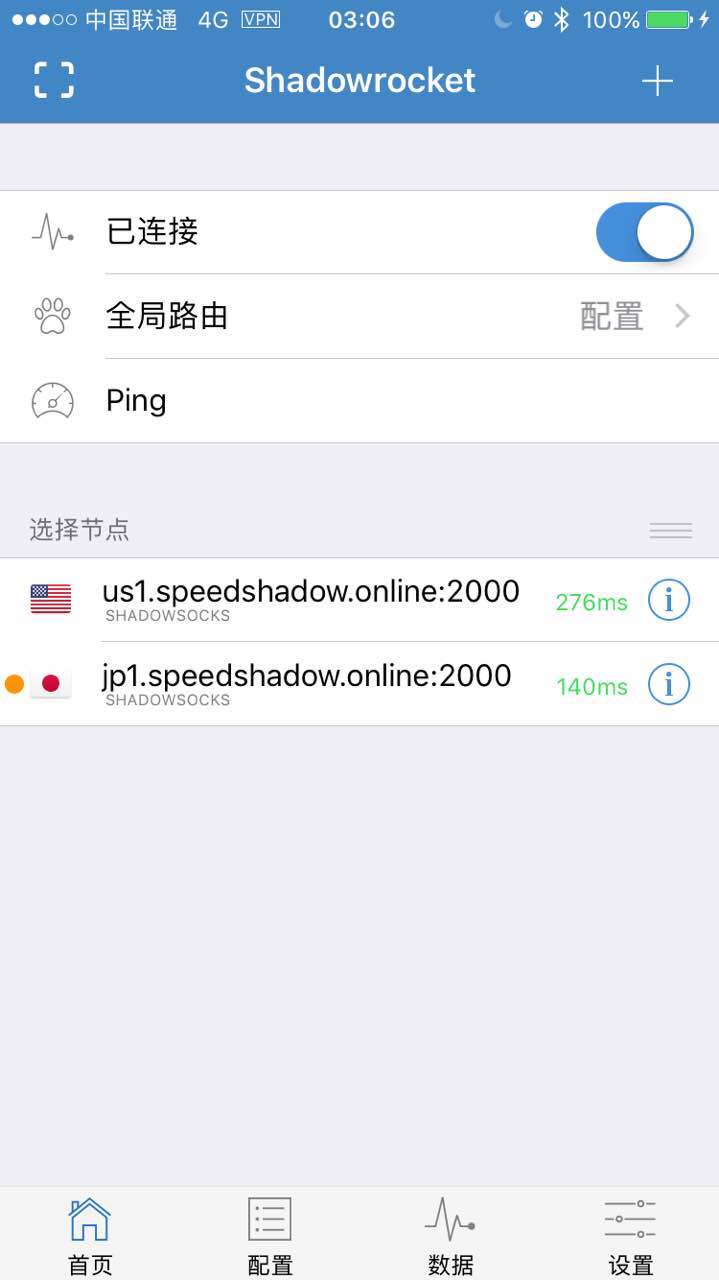 中国联通 4G VPN 03:06 100%
Shadowrocket
已连接
全局路由 配置
Ping
选择节点
us1.speedshadow.online:2000 276ms
SHADOWSOCKS
jp1.speedshadow.online:2000 140ms
SHADOWSOCKS
首页 配置 数据 设置